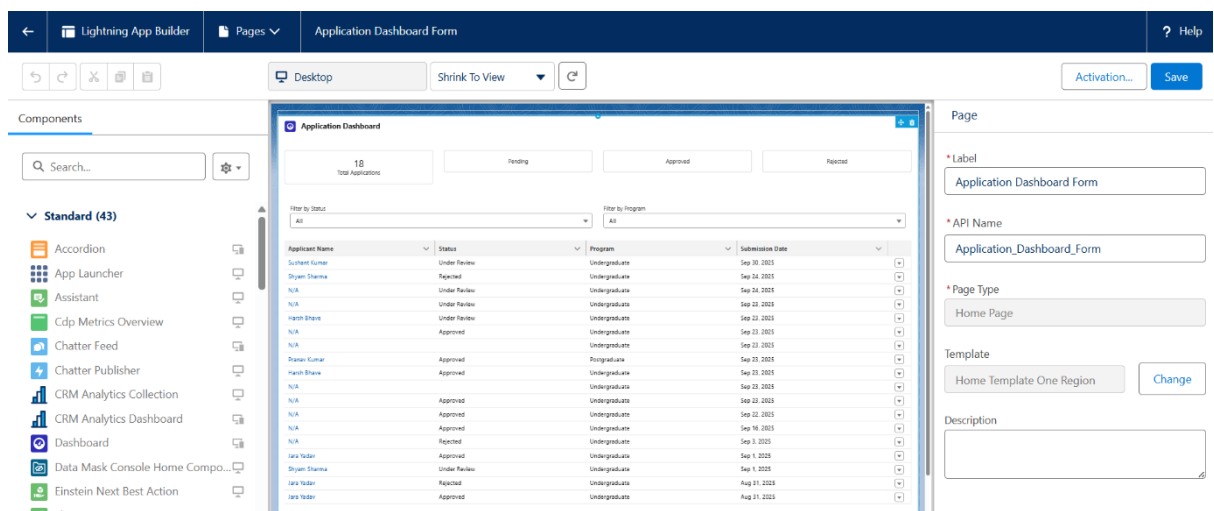 Lightning App Builder Pages Application Dashboard Form ? Help
Desktop Shrink To View Activation... Save
Components
Search...
Standard (43)
Accordion
App Launcher
Assistant
Cdp Metrics Overview
Chatter Feed
Chatter Publisher
CRM Analytics Collection
CRM Analytics Dashboard
Dashboard
Data Mask Console Home Compo...
Einstein Next Best Action
Application Dashboard
18
Total Applications
Pending
Approved
Rejected
Filter by Status Filter by Program
All All
Applicant Name Status Program Submission Date
Sushant Kumar Under Review Undergraduate Sep 30, 2025
Shyam Sharma Rejected Undergraduate Sep 24, 2025
N/A Under Review Undergraduate Sep 24, 2025
N/A Under Review Undergraduate Sep 23, 2025
Harsh Bhave Under Review Undergraduate Sep 23, 2025
N/A Approved Undergraduate Sep 23, 2025
N/A Undergraduate Sep 23, 2025
Pranav Kumar Approved Postgraduate Sep 23, 2025
Harsh Bhave Approved Undergraduate Sep 23, 2025
N/A Undergraduate Sep 23, 2025
N/A Approved Undergraduate Sep 23, 2025
N/A Approved Undergraduate Sep 22, 2025
N/A Approved Undergraduate Sep 16, 2025
N/A Rejected Undergraduate Sep 3, 2025
Jara Yadav Approved Undergraduate Sep 1, 2025
Shyam Sharma Under Review Undergraduate Sep 1, 2025
Jara Yadav Rejected Undergraduate Aug 31, 2025
Jara Yadav Approved Undergraduate Aug 31, 2025
Page
*Label
Application Dashboard Form
*API Name
Application_Dashboard_Form
*Page Type
Home Page
Template
Home Template One Region Change
Description